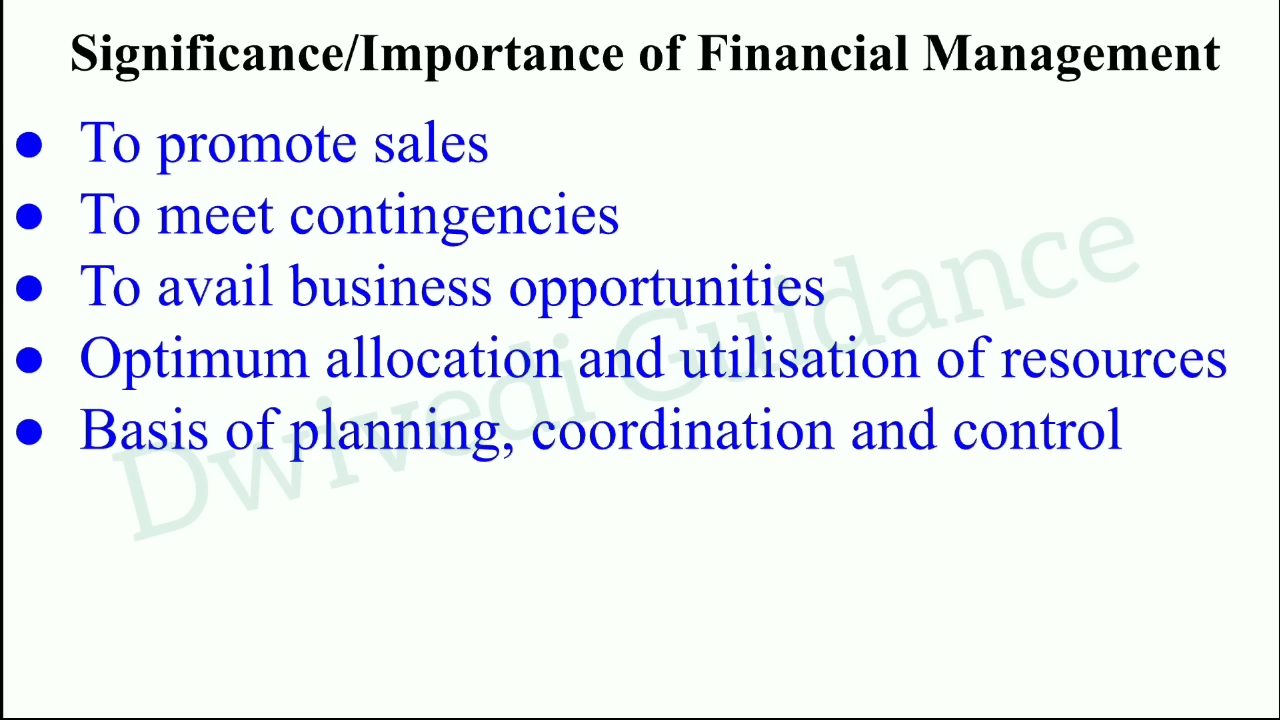 Significance/Importance of Financial Management
● To promote sales
● To meet contingencies
● To avail business opportunities
● Optimum allocation and utilisation of resources
● Basis of planning, coordination and control
Dwivedi Guidance